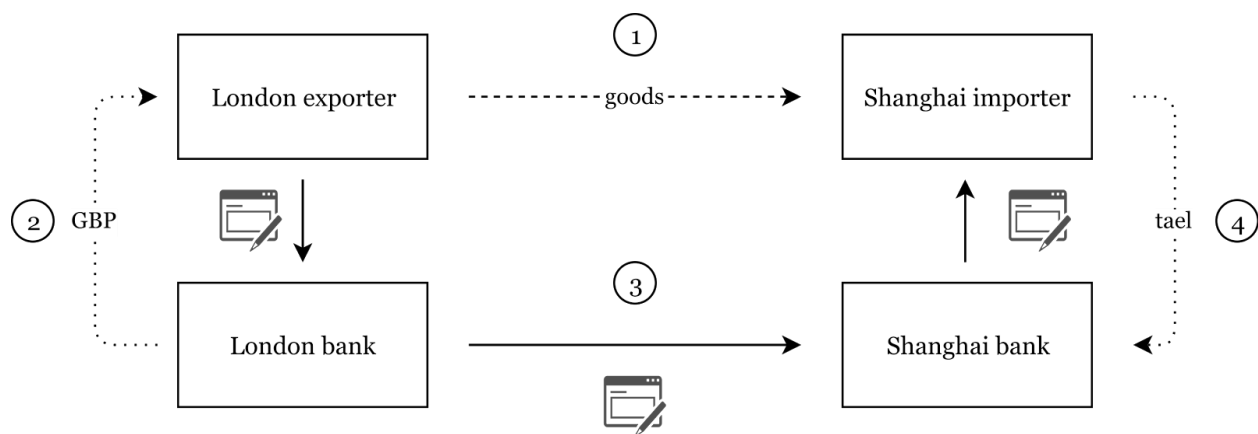 1
London exporter
goods
Shanghai importer
2
GBP
tael
4
3
London bank
Shanghai bank